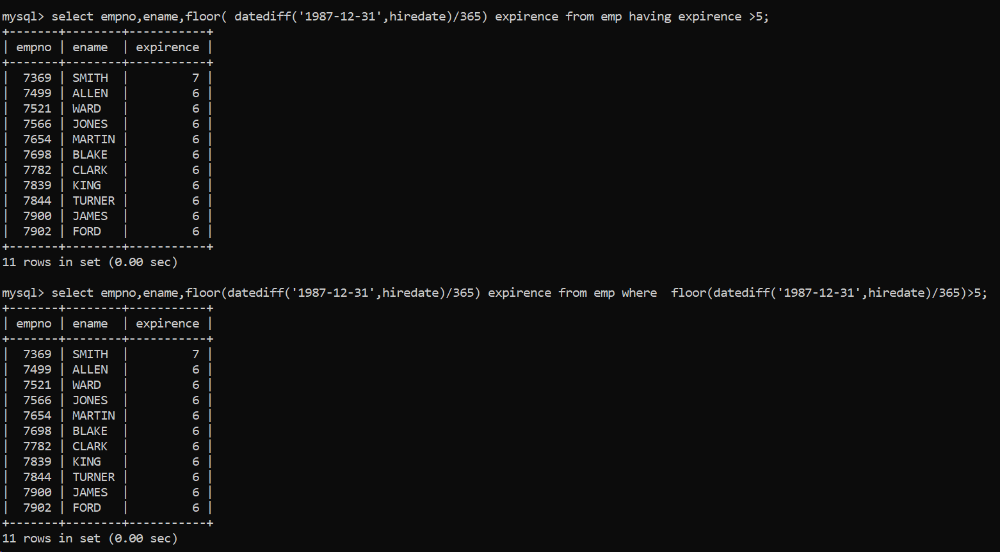 mysql> select empno,ename,floor( datediff('1987-12-31',hiredate)/365) expirence from emp having expirence >5;
+-------+--------+-----------+
| empno | ename  | expirence |
+-------+--------+-----------+
|  7369 | SMITH  |         7 |
|  7499 | ALLEN  |         6 |
|  7521 | WARD   |         6 |
|  7566 | JONES  |         6 |
|  7654 | MARTIN |         6 |
|  7698 | BLAKE  |         6 |
|  7782 | CLARK  |         6 |
|  7839 | KING   |         6 |
|  7844 | TURNER |         6 |
|  7900 | JAMES  |         6 |
|  7902 | FORD   |         6 |
+-------+--------+-----------+
11 rows in set (0.00 sec)

mysql> select empno,ename,floor(datediff('1987-12-31',hiredate)/365) expirence from emp where  floor(datediff('1987-12-31',hiredate)/365)>5;
+-------+--------+-----------+
| empno | ename  | expirence |
+-------+--------+-----------+
|  7369 | SMITH  |         7 |
|  7499 | ALLEN  |         6 |
|  7521 | WARD   |         6 |
|  7566 | JONES  |         6 |
|  7654 | MARTIN |         6 |
|  7698 | BLAKE  |         6 |
|  7782 | CLARK  |         6 |
|  7839 | KING   |         6 |
|  7844 | TURNER |         6 |
|  7900 | JAMES  |         6 |
|  7902 | FORD   |         6 |
+-------+--------+-----------+
11 rows in set (0.00 sec)